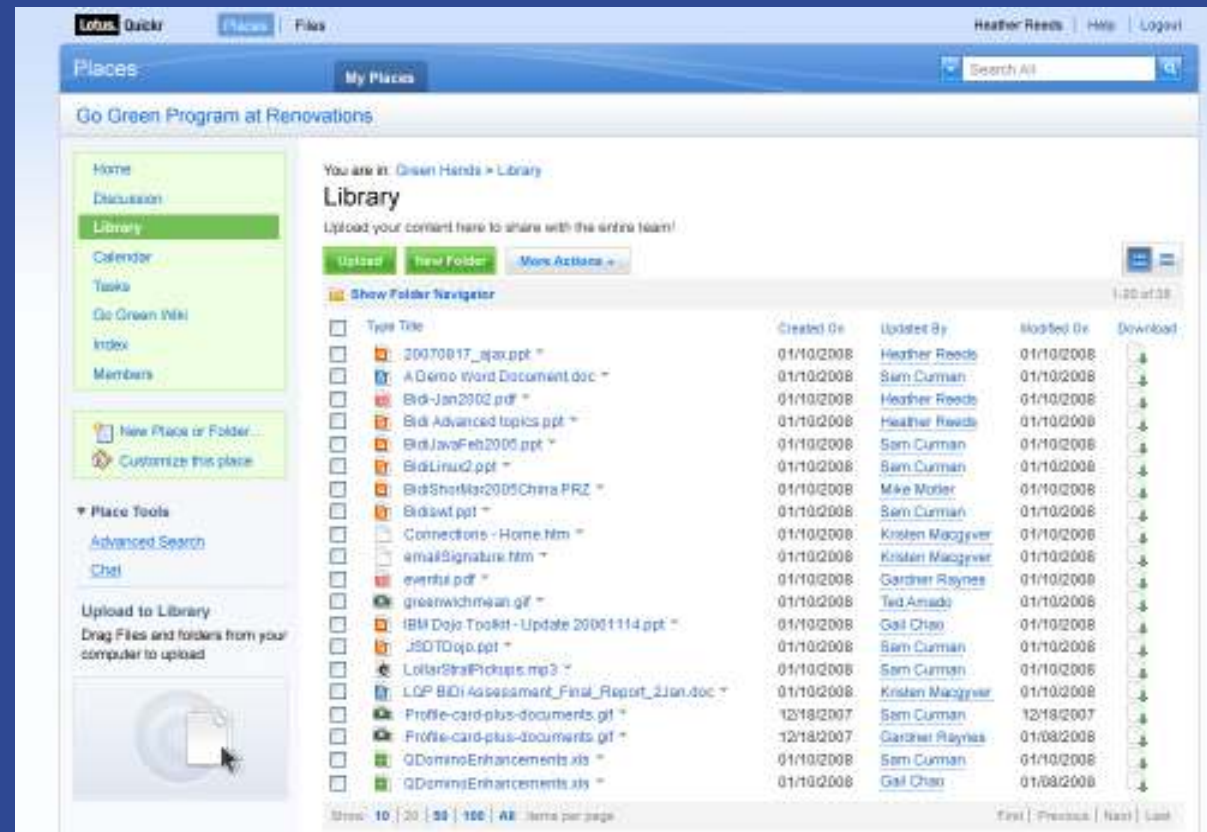 Lotus. Quickr Places Files Heather Reeds | Help | Logout
Places My Places Search All
Go Green Program at Renovations
Home
Discussion
Library
Calendar
Tasks
Go Green Wiki
Index
Members
New Place or Folder...
Customize this place
Place Tools
Advanced Search
Chat
Upload to Library
Drag Files and folders from your
computer to upload
You are in: Green Hands > Library
Library
Upload your content here to share with the entire team!
Upload New Folder More Actions
Show Folder Navigator 1-20 of 38
Type Title Created On Updated By Modified On Download
20070817_ajax.ppt 01/10/2008 Heather Reeds 01/10/2008
A Demo Word Document.doc 01/10/2008 Sam Curman 01/10/2008
Bidi-Jan2002.pdf 01/10/2008 Heather Reeds 01/10/2008
Bidi Advanced topics.ppt 01/10/2008 Heather Reeds 01/10/2008
BidiJavaFeb2005.ppt 01/10/2008 Sam Curman 01/10/2008
BidiLinux2.ppt 01/10/2008 Sam Curman 01/10/2008
BidiShortMar2005China.PRZ 01/10/2008 Mike Motler 01/10/2008
Bidiswt.ppt 01/10/2008 Sam Curman 01/10/2008
Connections - Home.htm 01/10/2008 Kristen Macgyver 01/10/2008
emailSignature.htm 01/10/2008 Kristen Macgyver 01/10/2008
eventui.pdf 01/10/2008 Gardner Raynes 01/10/2008
greenwichmean.gif 01/10/2008 Ted Amado 01/10/2008
IBM Dojo Toolkit - Update 20061114.ppt 01/10/2008 Gail Chao 01/10/2008
JSDTDojo.ppt 01/10/2008 Sam Curman 01/10/2008
LollarStratPickups.mp3 01/10/2008 Sam Curman 01/10/2008
LQP BiDi Assessment_Final_Report_2Jan.doc 01/10/2008 Kristen Macgyver 01/10/2008
Profile-card-plus-documents.gif 12/18/2007 Sam Curman 12/18/2007
Profile-card-plus-documents.gif 12/18/2007 Gardner Raynes 01/08/2008
QDominoEnhancements.xls 01/10/2008 Sam Curman 01/10/2008
QDominoEnhancements.xls 01/10/2008 Gail Chao 01/08/2008
Show: 10 | 20 | 50 | 100 | All items per page First | Previous | Next | Last